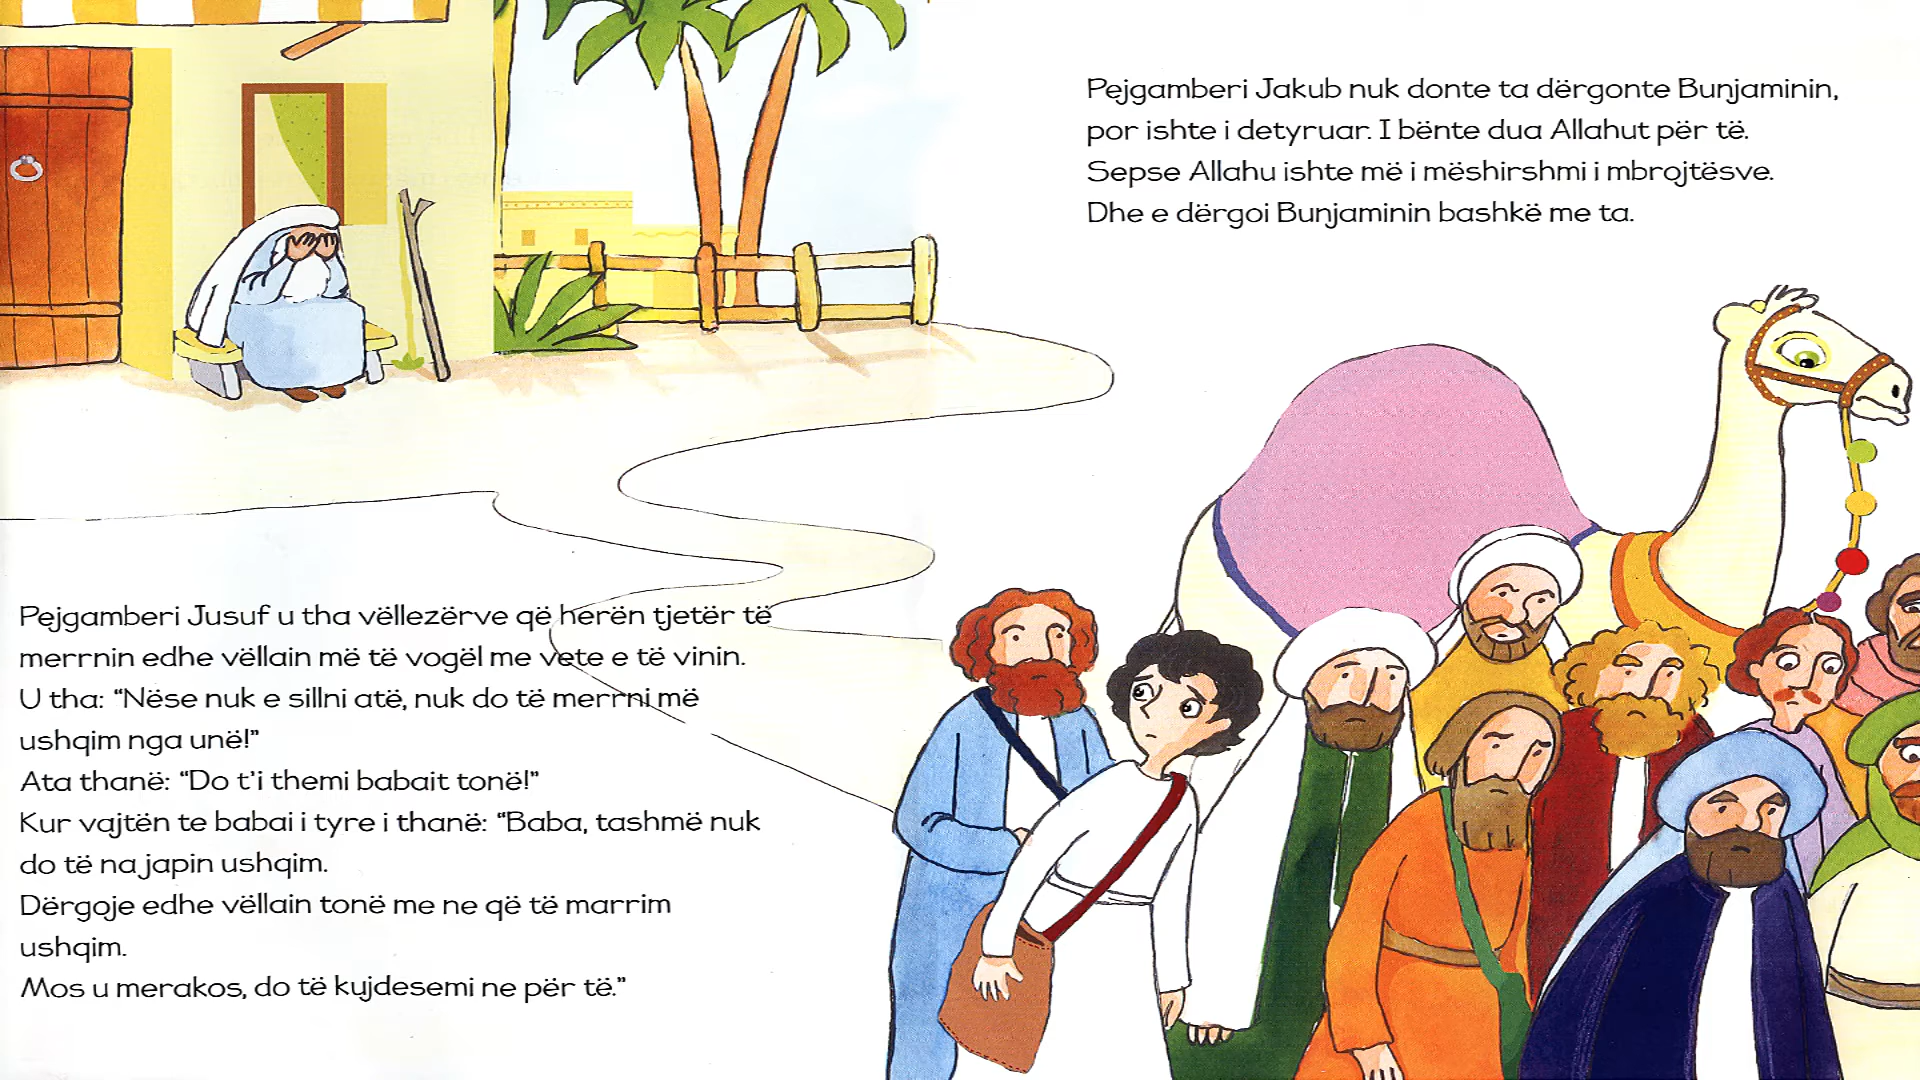 Pejgamberi Jusuf u tha vëllezërve që herën tjetër të
merrnin edhe vëllain më të vogël me vete e të vinin.
U tha: “Nëse nuk e sillni atë, nuk do të merrni më
ushqim nga unë!”
Ata thanë: “Do t’i themi babait tonë!”
Kur vajtën te babai i tyre i thanë: “Baba, tashmë nuk
do të na japin ushqim.
Dërgoje edhe vëllain tonë me ne që të marrim
ushqim.
Mos u merakos, do të kujdesemi ne për të.”
Pejgamberi Jakub nuk donte ta dërgonte Bunjaminin,
por ishte i detyruar. I bënte dua Allahut për të.
Sepse Allahu ishte më i mëshirshmi i mbrojtësve.
Dhe e dërgoi Bunjaminin bashkë me ta.